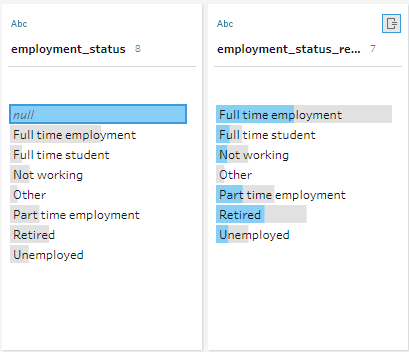 Abc
employment_status 8
null
Full time employment
Full time student
Not working
Other
Part time employment
Retired
Unemployed
Abc
employment_status_re... 7
Full time employment
Full time student
Not working
Other
Part time employment
Retired
Unemployed